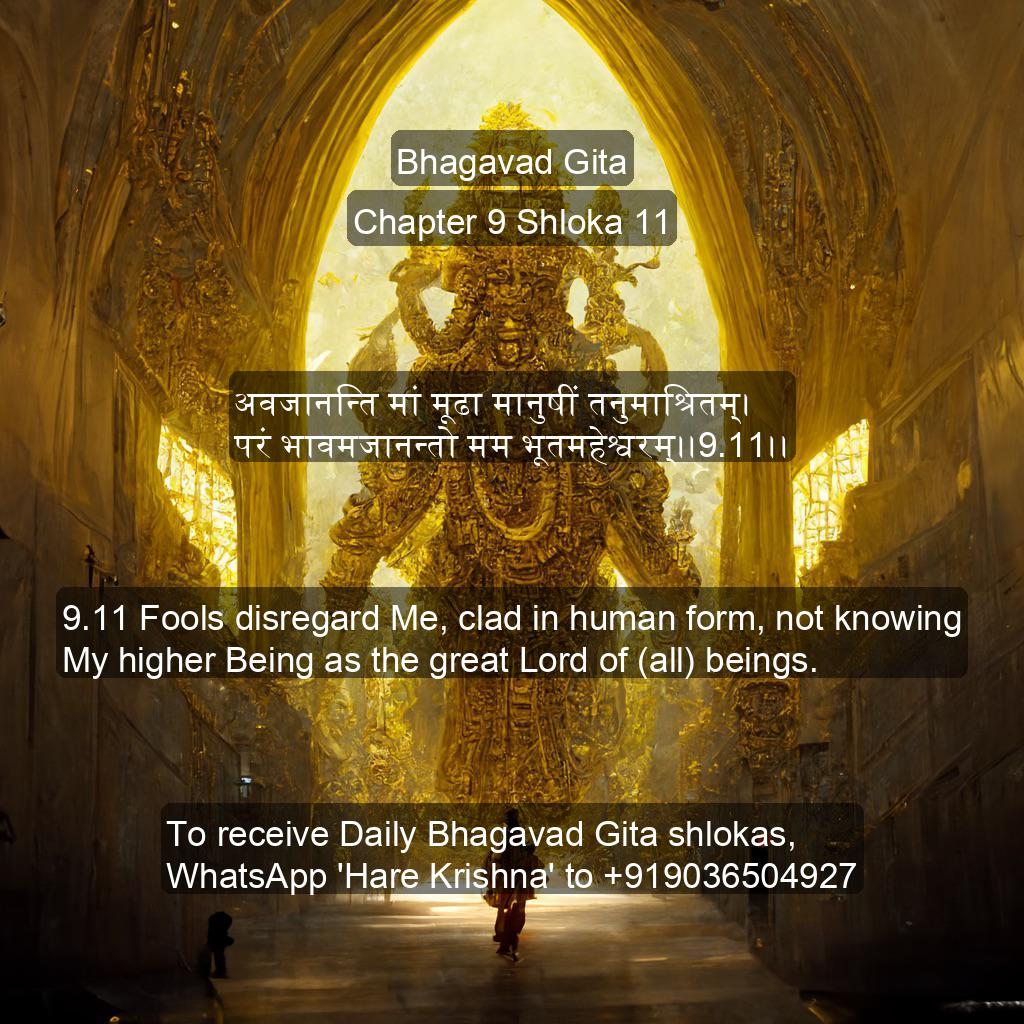 Bhagavad Gita
Chapter 9 Shloka 11
अवजानन्ति मां मूढा मानुषीं तनुमाश्रितम्।
परं भावमजानन्तो मम भूतमहेश्वरम्।।9.11।।
9.11 Fools disregard Me, clad in human form, not knowing
My higher Being as the great Lord of (all) beings.
To receive Daily Bhagavad Gita shlokas,
WhatsApp 'Hare Krishna' to +919036504927